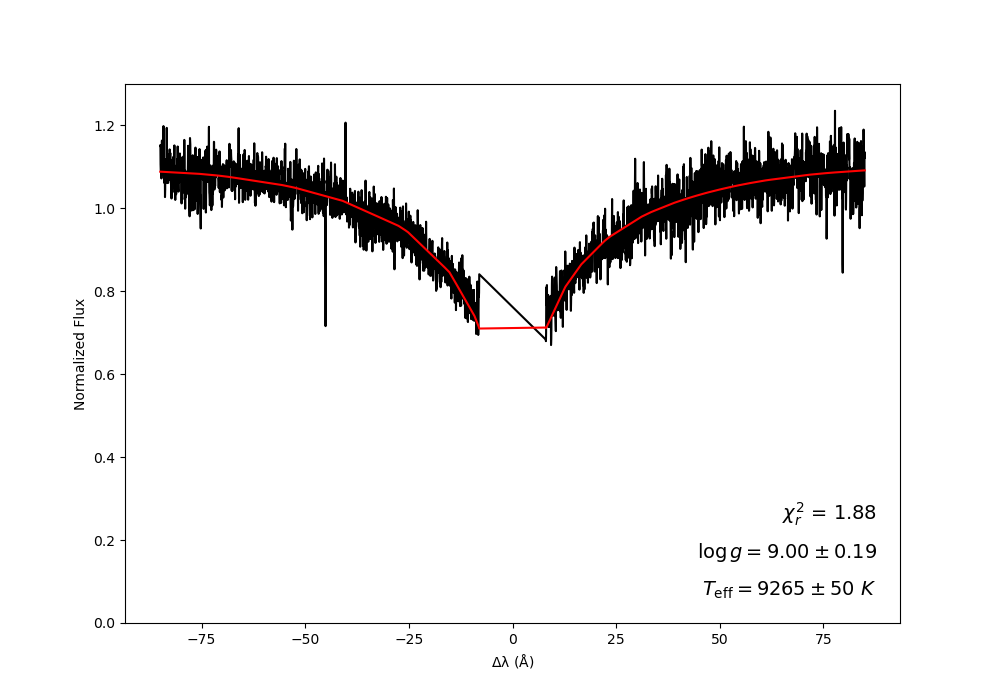 1.2
1.0
0.8
0.6
0.4
0.2
0.0
Normalized Flux
χ²ᵣ = 1.88
log g = 9.00 ± 0.19
T_eff = 9265 ± 50 K
−75 −50 −25 0 25 50 75
Δλ (Å)